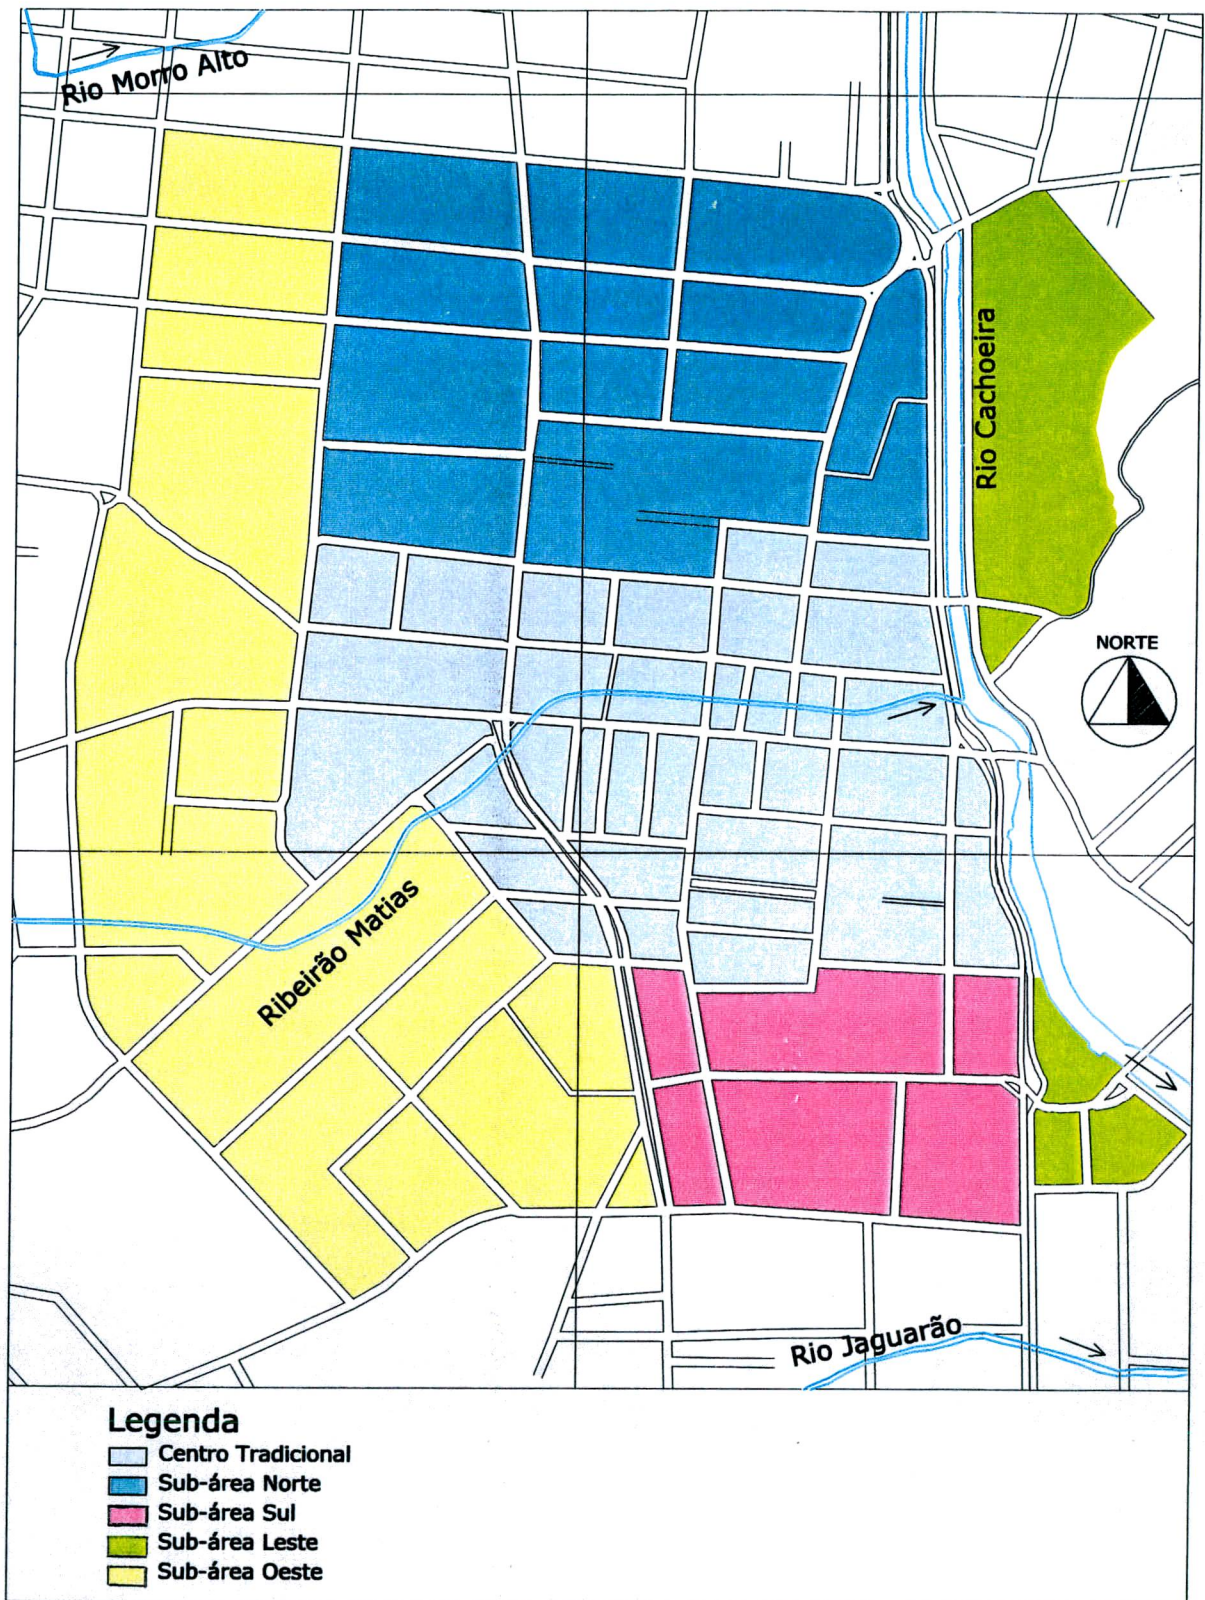 Rio Morro Alto
Rio Cachoeira
NORTE
Ribeirão Matias
Rio Jaguarão
Legenda
Centro Tradicional
Sub-área Norte
Sub-área Sul
Sub-área Leste
Sub-área Oeste